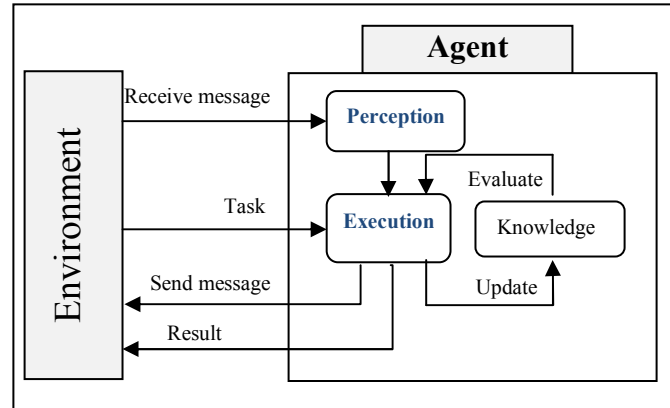 Agent
Environment
Receive message
Perception
Evaluate
Task
Execution
Knowledge
Send message
Update
Result